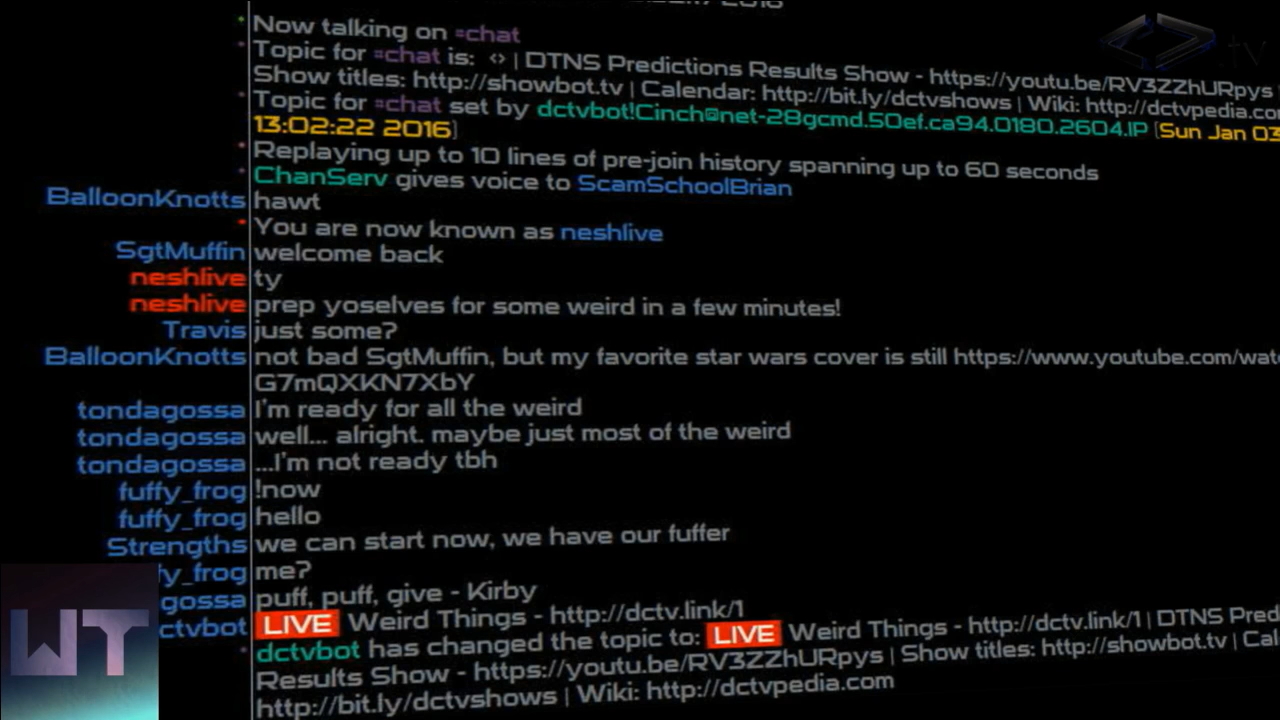 2016
Now talking on #chat
Topic for #chat is: <> | DTNS Predictions Results Show - https://youtu.be/RV3ZZhURpys
Show titles: http://showbot.tv | Calendar: http://bit.ly/dctvshows | Wiki: http://dctvpedia.co
Topic for #chat set by dctvbot!Cinch@net-28gcmd.50ef.ca94.0180.2604.IP [Sun Jan 03
13:02:22 2016]
Replaying up to 10 lines of pre-join history spanning up to 60 seconds
ChanServ gives voice to ScamSchoolBrian
BalloonKnotts hawt
You are now known as neshlive
SgtMuffin welcome back
neshlive ty
neshlive prep yoselves for some weird in a few minutes!
Travis just some?
BalloonKnotts not bad SgtMuffin, but my favorite star wars cover is still https://www.youtube.com/wat
G7mQXKN7XbY
tondagossa I'm ready for all the weird
tondagossa well... alright. maybe just most of the weird
tondagossa ...I'm not ready tbh
fuffy_frog !now
fuffy_frog hello
Strengths we can start now, we have our fuffer
fy_frog me?
gossa puff, puff, give - Kirby
ctvbot LIVE Weird Things - http://dctv.link/1
dctvbot has changed the topic to: LIVE Weird Things - http://dctv.link/1 | DTNS Pred
Results Show - https://youtu.be/RV3ZZhURpys | Show titles: http://showbot.tv | Cal
http://bit.ly/dctvshows | Wiki: http://dctvpedia.com
WT
.tv